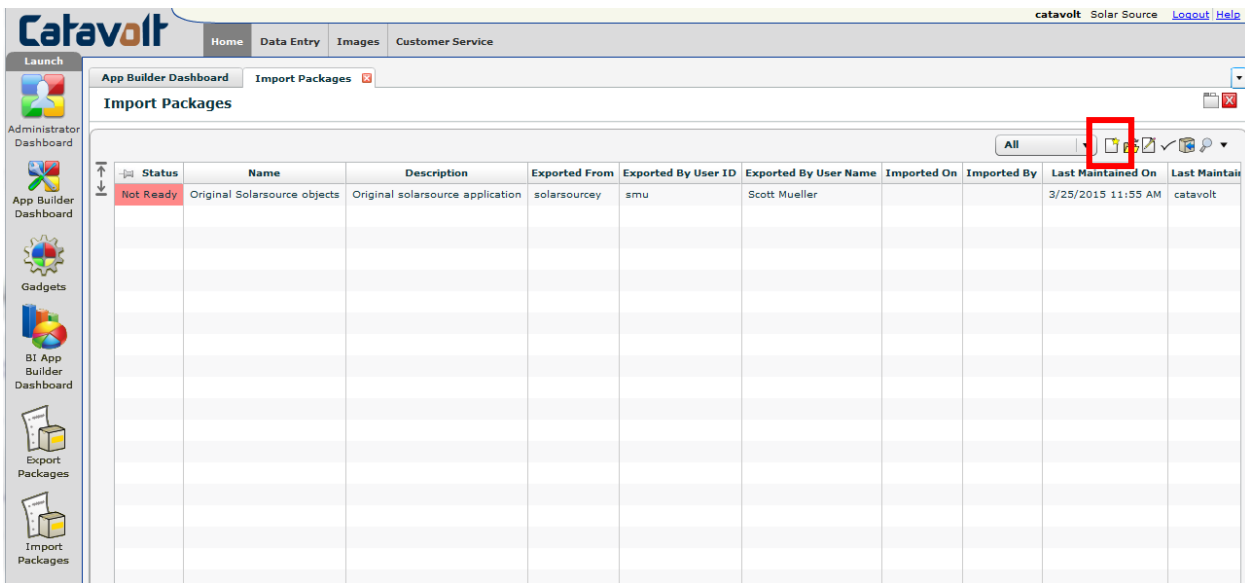 catavolt Solar Source Logout Help
Catavolt
Home Data Entry Images Customer Service
Launch
App Builder Dashboard Import Packages
Import Packages
Administrator
Dashboard
All
Status Name Description Exported From Exported By User ID Exported By User Name Imported On Imported By Last Maintained On Last Maintain
Not Ready Original Solarsource objects Original solarsource application solarsourcey smu Scott Mueller 3/25/2015 11:55 AM catavolt
App Builder
Dashboard
Gadgets
BI App
Builder
Dashboard
Export
Packages
Import
Packages